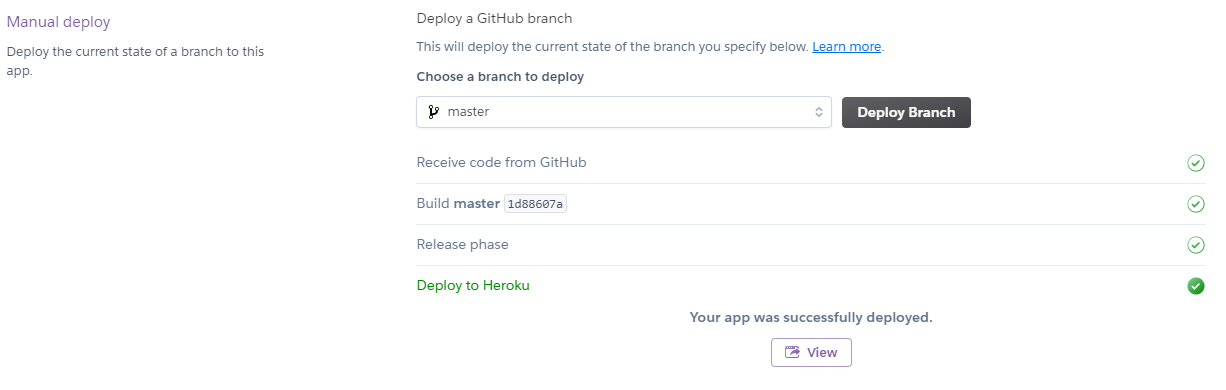 Manual deploy
Deploy the current state of a branch to this
app.
Deploy a GitHub branch
This will deploy the current state of the branch you specify below. Learn more.
Choose a branch to deploy
master
Deploy Branch
Receive code from GitHub
Build master 1d88607a
Release phase
Deploy to Heroku
Your app was successfully deployed.
View